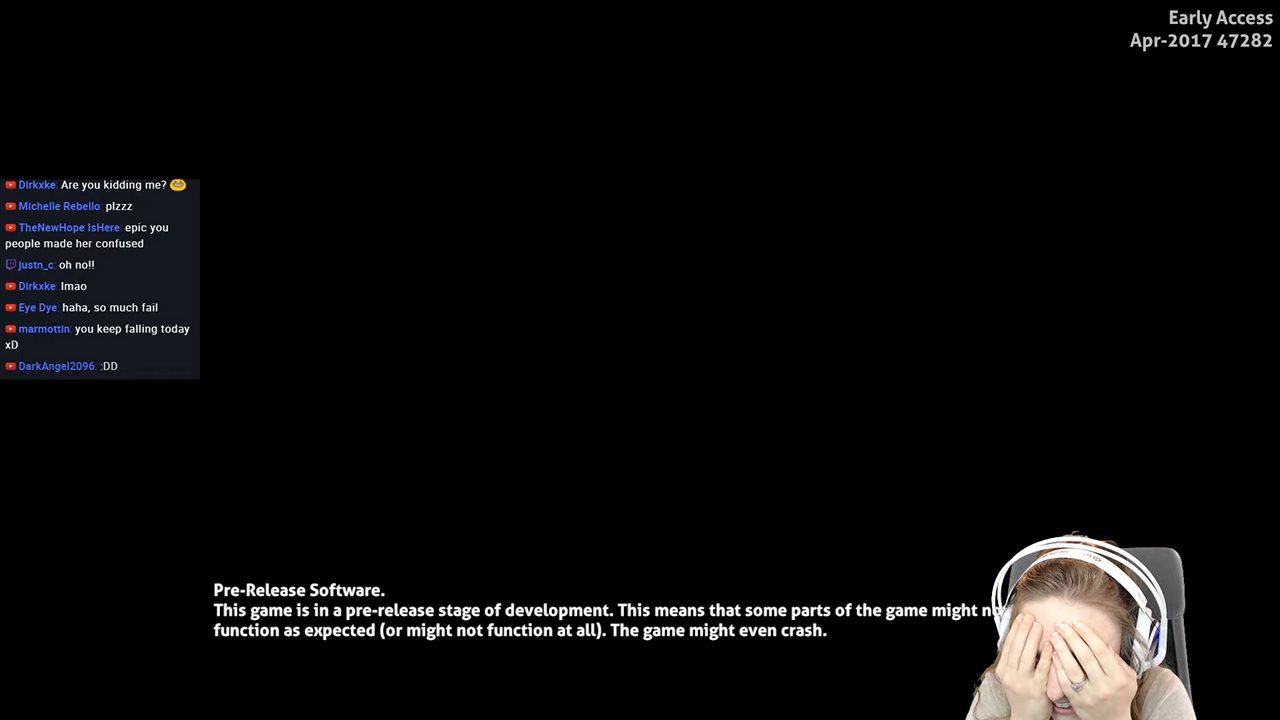 Early Access
Apr-2017 47282
Dirkxke: Are you kidding me?
Michelle Rebello: plzzz
TheNewHope IsHere: epic you
people made her confused
justn_c: oh no!!
Dirkxke: lmao
Eye Dye: haha, so much fail
marmottin: you keep falling today
xD
DarkAngel2096 :DD
Pre-Release Software.
This game is in a pre-release stage of development. This means that some parts of the game might no
function as expected (or might not function at all). The game might even crash.